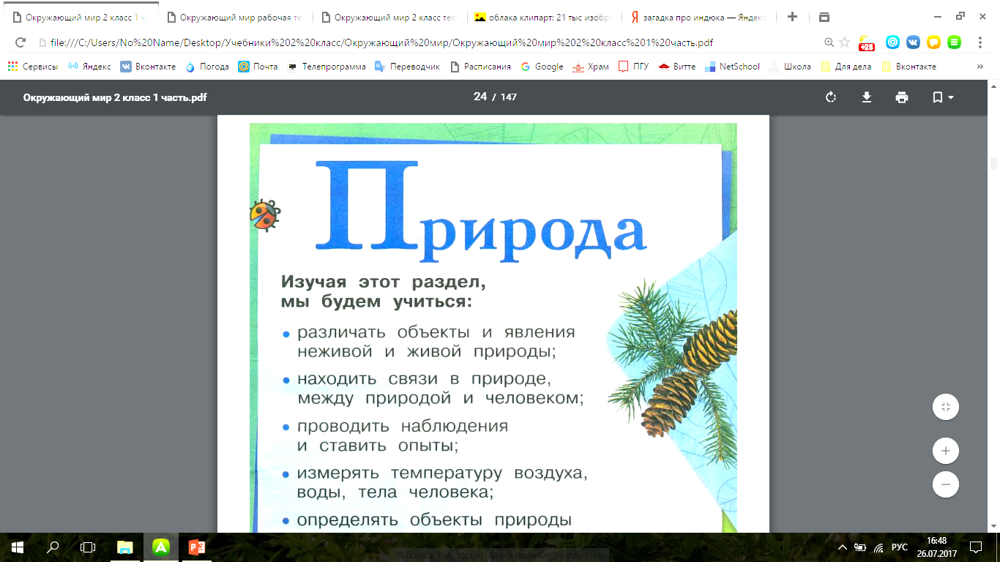 Окружающий мир 2 класс 1 ч
Окружающий мир рабочая те
Окружающий мир 2 класс тес
облака клипарт: 21 тыс изобра
загадка про индюка — Яндекс
file:///C:/Users/No%20Name/Desktop/Учебники%202%20класс/Окружающий%20мир/Окружающий%20мир%202%20класс%201%20часть.pdf
+28
Сервисы Яндекс Вконтакте Погода Почта Телепрограмма Переводчик Расписания Google Храм ПГУ Витте NetSchool Школа Для дела Вконтакте »
Окружающий мир 2 класс 1 часть.pdf
24 / 147
Природа
Изучая этот раздел,
мы будем учиться:
• различать объекты и явления
неживой и живой природы;
• находить связи в природе,
между природой и человеком;
• проводить наблюдения
и ставить опыты;
• измерять температуру воздуха,
воды, тела человека;
• определять объекты природы
РУС
16:48
26.07.2017